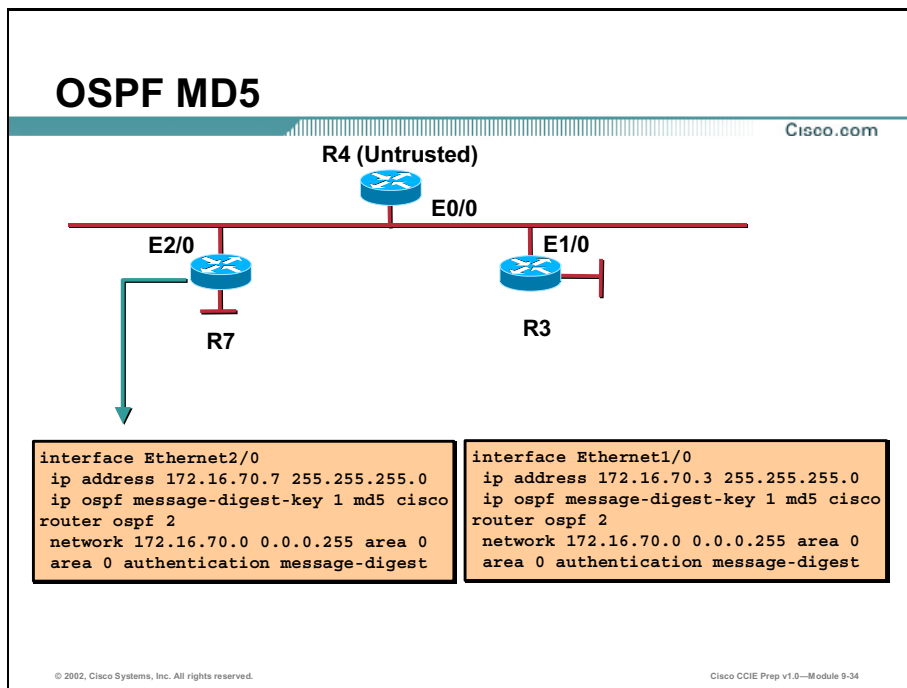 OSPF MD5
Cisco.com
R4 (Untrusted)
E0/0
E2/0
E1/0
R7
R3
interface Ethernet2/0
ip address 172.16.70.7 255.255.255.0
ip ospf message-digest-key 1 md5 cisco
router ospf 2
network 172.16.70.0 0.0.0.255 area 0
area 0 authentication message-digest
interface Ethernet1/0
ip address 172.16.70.3 255.255.255.0
ip ospf message-digest-key 1 md5 cisco
router ospf 2
network 172.16.70.0 0.0.0.255 area 0
area 0 authentication message-digest
© 2002, Cisco Systems, Inc. All rights reserved.
Cisco CCIE Prep v1.0—Module 9-34